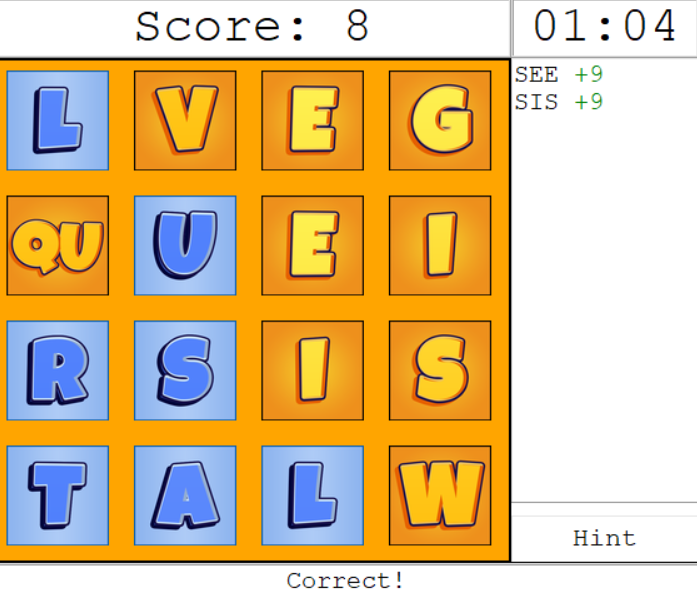 Score: 8 01:04
SEE +9
SIS +9
L V E G
QU U E I
R S I S
T A L W
Hint
Correct!